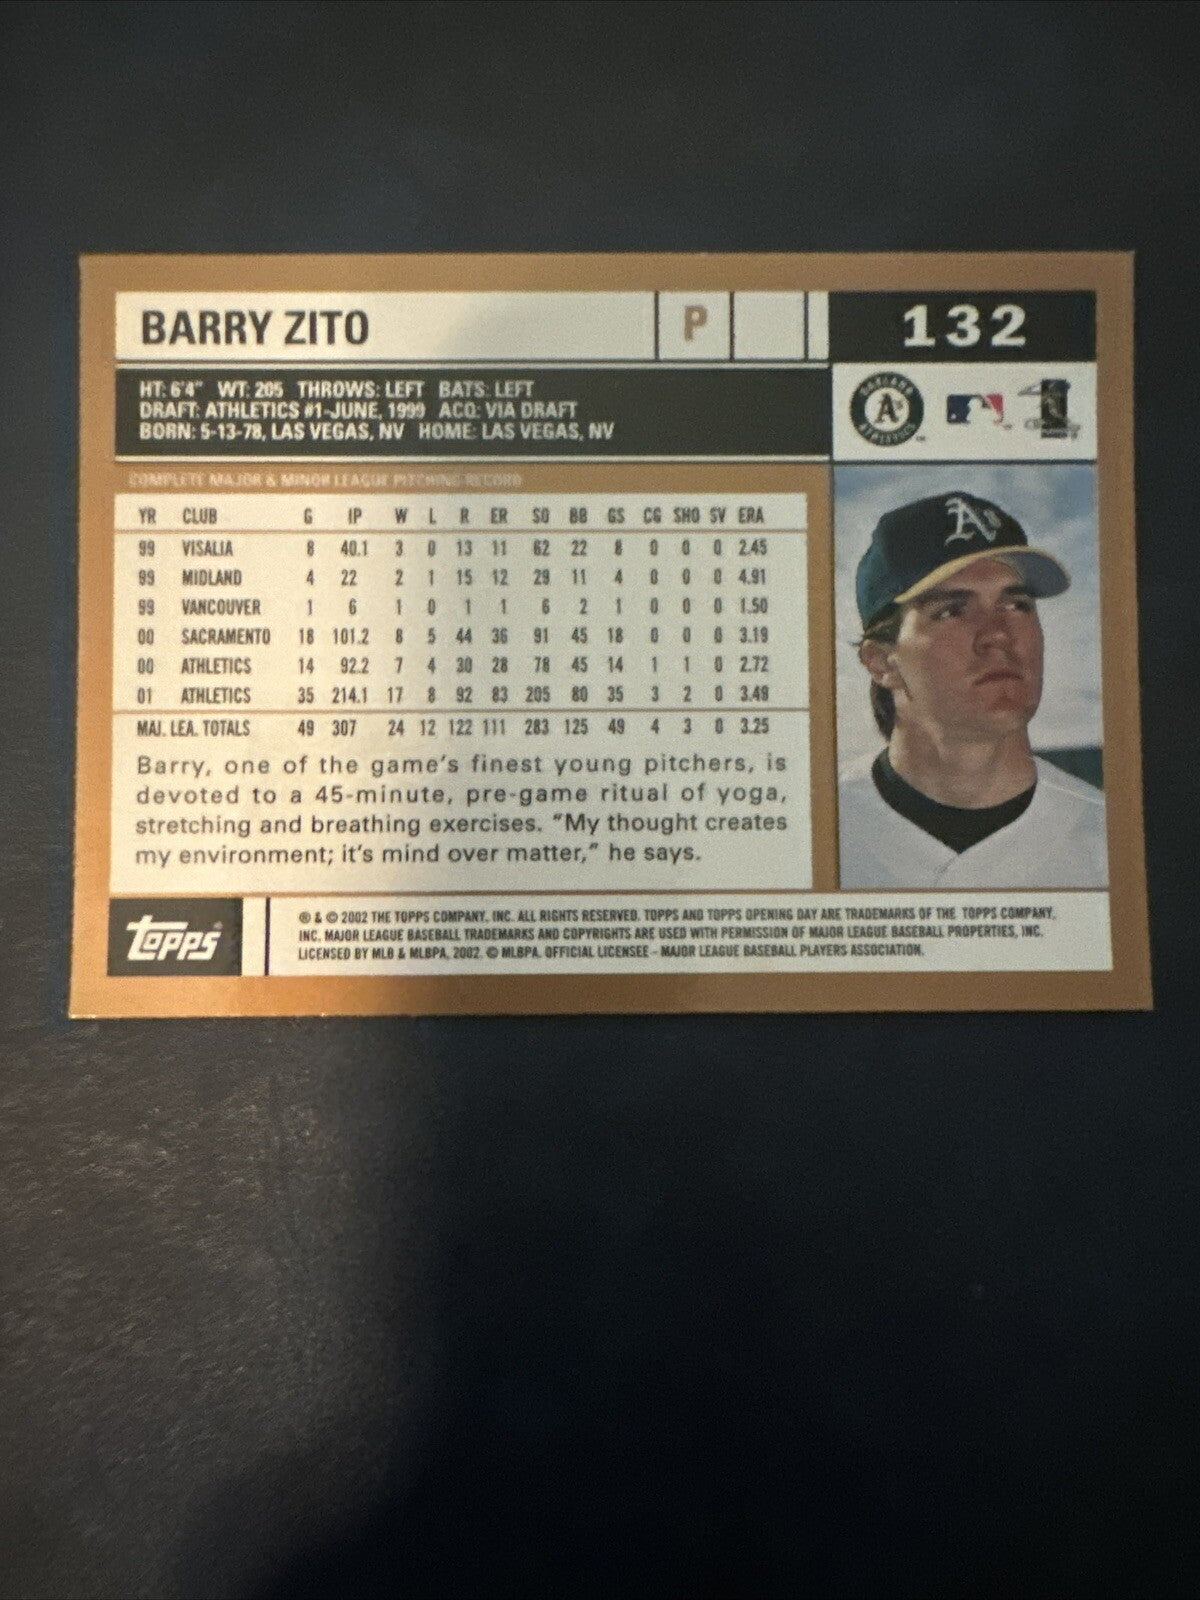 BARRY ZITO P 132
HT: 6'4" WT: 205 THROWS: LEFT BATS: LEFT
DRAFT: ATHLETICS #1-JUNE, 1999 ACQ: VIA DRAFT
BORN: 5-13-78, LAS VEGAS, NV HOME: LAS VEGAS, NV
OAKLAND ATHLETICS A's
COMPLETE MAJOR & MINOR LEAGUE PITCHING RECORD
YR CLUB G IP W L R ER SO BB GS CG SHO SV ERA
99 VISALIA 8 40.1 3 0 13 11 62 22 8 0 0 0 2.45
99 MIDLAND 4 22 2 1 15 12 29 11 4 0 0 0 4.91
99 VANCOUVER 1 6 1 0 1 1 6 2 1 0 0 0 1.50
00 SACRAMENTO 18 101.2 8 5 44 36 91 45 18 0 0 0 3.19
00 ATHLETICS 14 92.2 7 4 30 28 78 45 14 1 1 0 2.72
01 ATHLETICS 35 214.1 17 8 92 83 205 80 35 3 2 0 3.49
MAJ. LEA. TOTALS 49 307 24 12 122 111 283 125 49 4 3 0 3.25
A's
Barry, one of the game's finest young pitchers, is
devoted to a 45-minute, pre-game ritual of yoga,
stretching and breathing exercises. "My thought creates
my environment; it's mind over matter," he says.
Topps®
® & © 2002 THE TOPPS COMPANY, INC. ALL RIGHTS RESERVED. TOPPS AND TOPPS OPENING DAY ARE TRADEMARKS OF THE TOPPS COMPANY,
INC. MAJOR LEAGUE BASEBALL TRADEMARKS AND COPYRIGHTS ARE USED WITH PERMISSION OF MAJOR LEAGUE BASEBALL PROPERTIES, INC.
LICENSED BY MLB & MLBPA, 2002. © MLBPA. OFFICIAL LICENSEE - MAJOR LEAGUE BASEBALL PLAYERS ASSOCIATION.